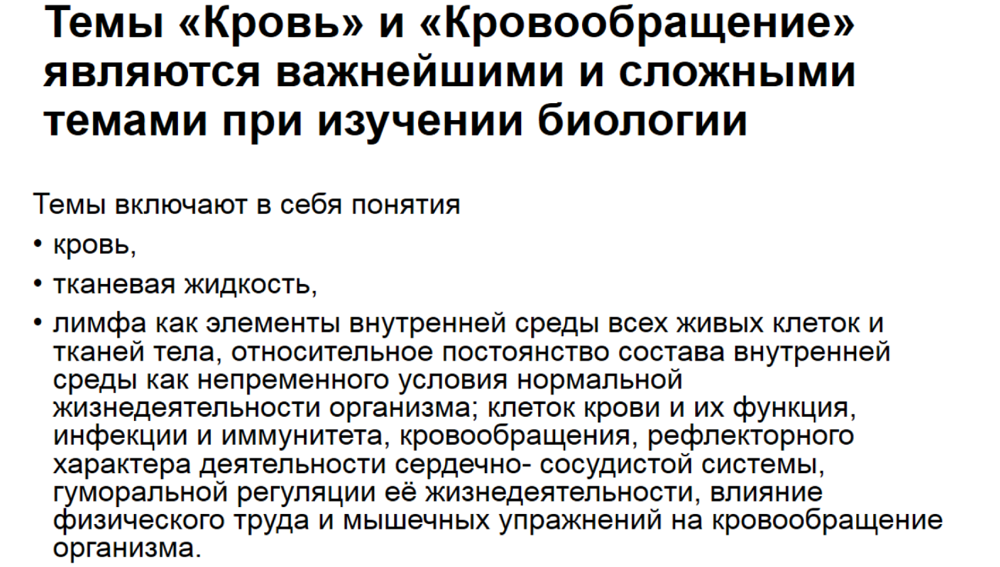 Темы «Кровь» и «Кровообращение»
являются важнейшими и сложными
темами при изучении биологии
Темы включают в себя понятия
• кровь,
• тканевая жидкость,
• лимфа как элементы внутренней среды всех живых клеток и
тканей тела, относительное постоянство состава внутренней
среды как непременного условия нормальной
жизнедеятельности организма; клеток крови и их функция,
инфекции и иммунитета, кровообращения, рефлекторного
характера деятельности сердечно- сосудистой системы,
гуморальной регуляции её жизнедеятельности, влияние
физического труда и мышечных упражнений на кровообращение
организма.